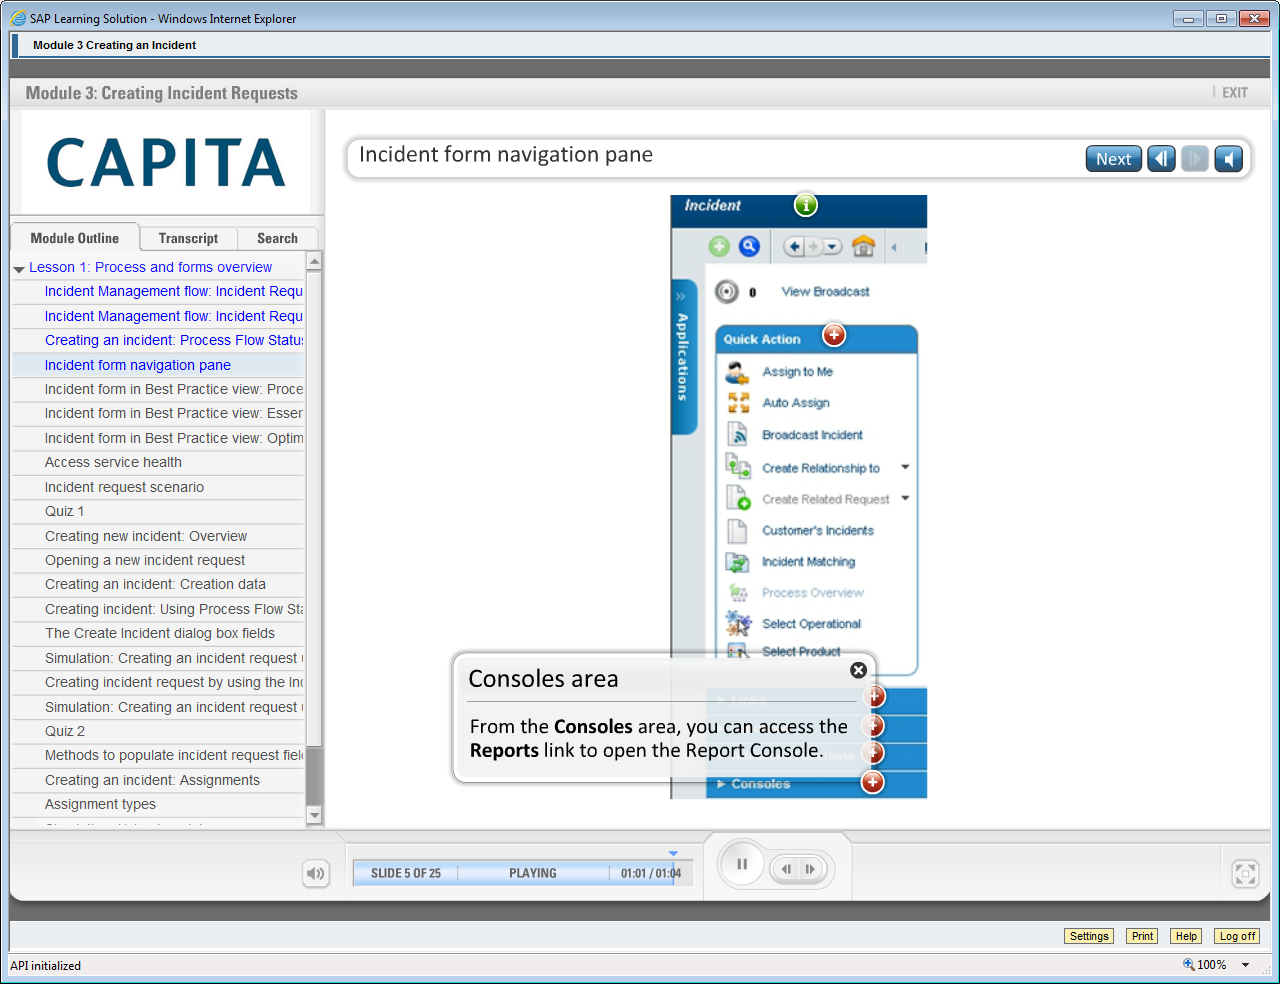 SAP Learning Solution - Windows Internet Explorer
Module 3 Creating an Incident
Module 3: Creating Incident Requests
EXIT
CAPITA
Incident form navigation pane
Next
Module Outline
Transcript
Search
Lesson 1: Process and forms overview
Incident Management flow: Incident Requ
Incident Management flow: Incident Requ
Creating an incident: Process Flow Statu
Incident form navigation pane
Incident form in Best Practice view: Proce
Incident form in Best Practice view: Esser
Incident form in Best Practice view: Optim
Access service health
Incident request scenario
Quiz 1
Creating new incident: Overview
Opening a new incident request
Creating an incident: Creation data
Creating incident: Using Process Flow Sta
The Create Incident dialog box fields
Simulation: Creating an incident request
Creating incident request by using the Inc
Simulation: Creating an incident request
Quiz 2
Methods to populate incident request field
Creating an incident: Assignments
Assignment types
Incident
0 View Broadcast
Applications
Quick Action
Assign to Me
Auto Assign
Broadcast Incident
Create Relationship to
Create Related Request
Customer's Incidents
Incident Matching
Process Overview
Select Operational
Select Product
Links
Consoles area
From the Consoles area, you can access the
Reports link to open the Report Console.
Consoles
SLIDE 5 OF 25
PLAYING
01:01 / 01:04
Settings
Print
Help
Log off
API initialized
100%